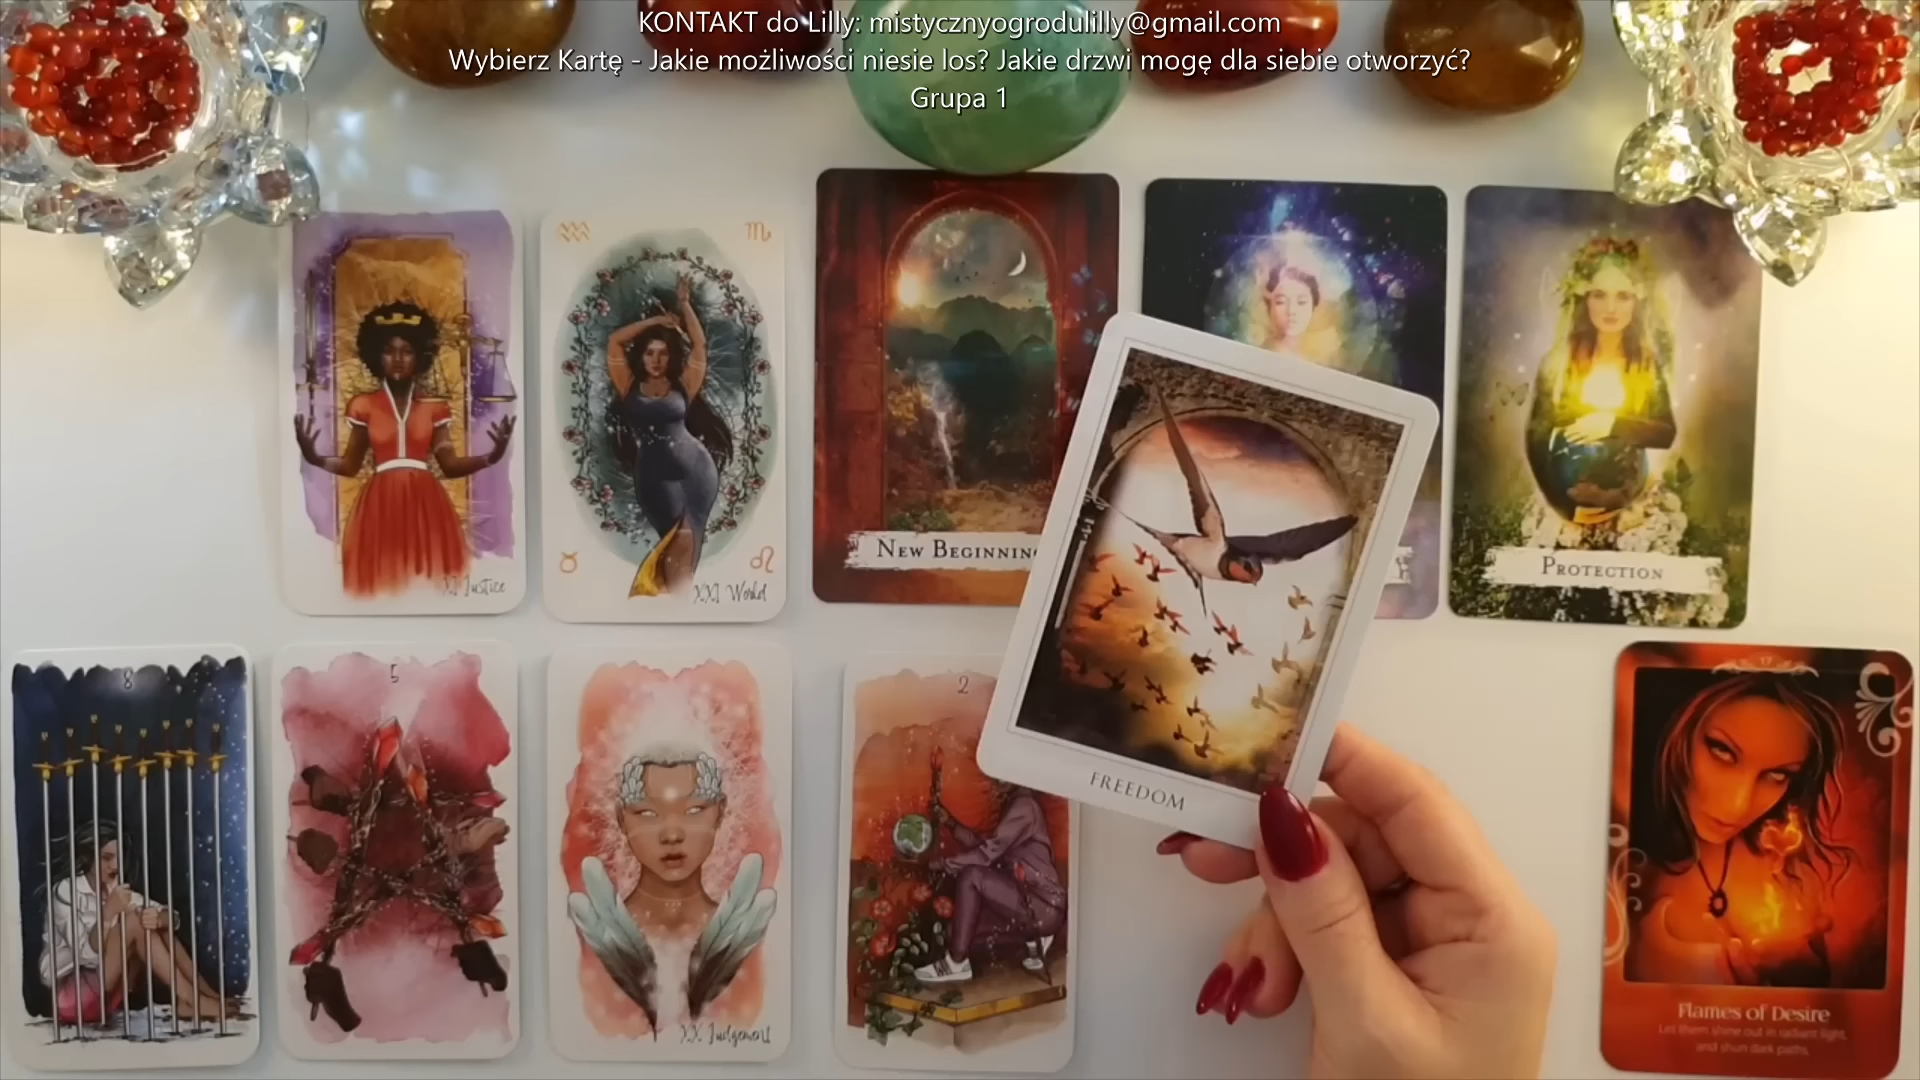 KONTAKT do Lilly: mistycznyogrodulilly@gmail.com
Wybierz Kartę - Jakie możliwości niesie los? Jakie drzwi mogę dla siebie otworzyć?
Grupa 1
XI Justice
XXI World
New Beginning
Protection
8
5
XX Judgement
2
FREEDOM
17
Flames of Desire
Let them shine out in radiant light,
and shun dark paths.